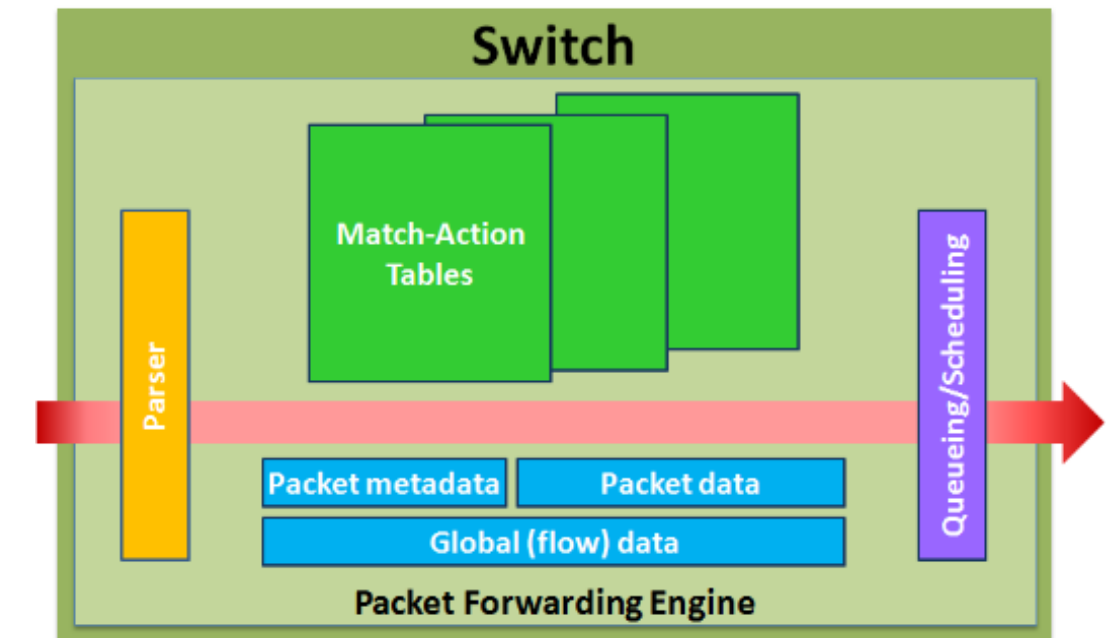 Switch
Match-Action
Tables
Parser
Queueing/Scheduling
Packet metadata
Packet data
Global (flow) data
Packet Forwarding Engine